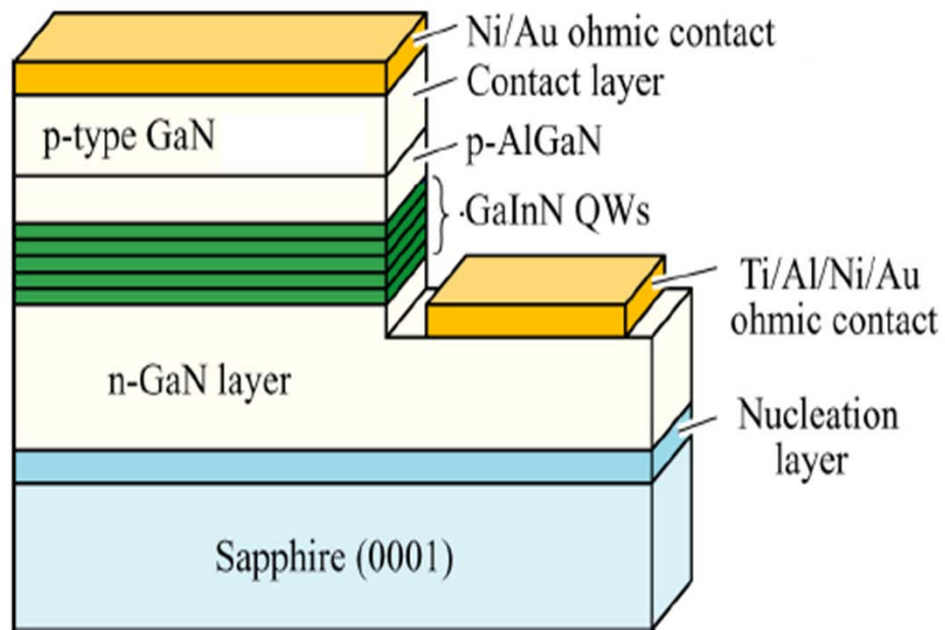 Ni/Au ohmic contact
Contact layer
p-type GaN
p-AlGaN
·GaInN QWs
Ti/Al/Ni/Au
ohmic contact
n-GaN layer
Nucleation
layer
Sapphire (0001)